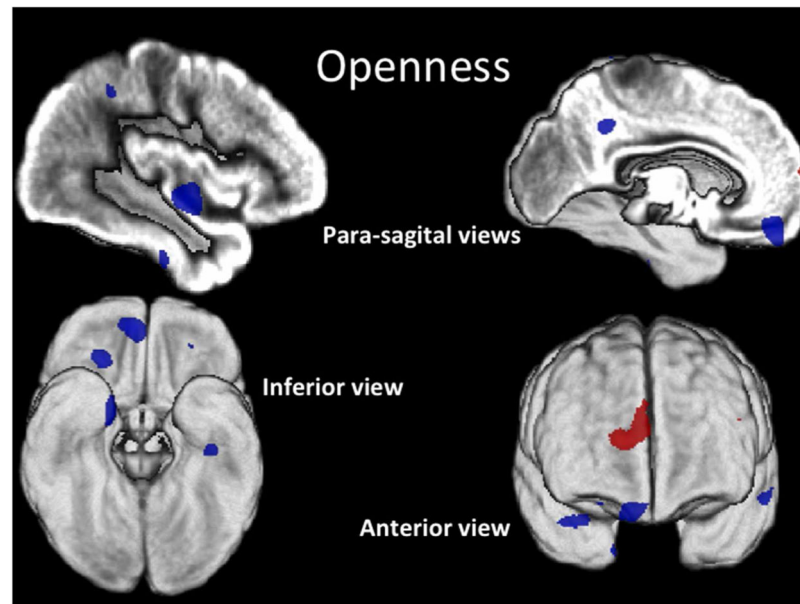 Openness
Para-sagital views
Inferior view
Anterior view